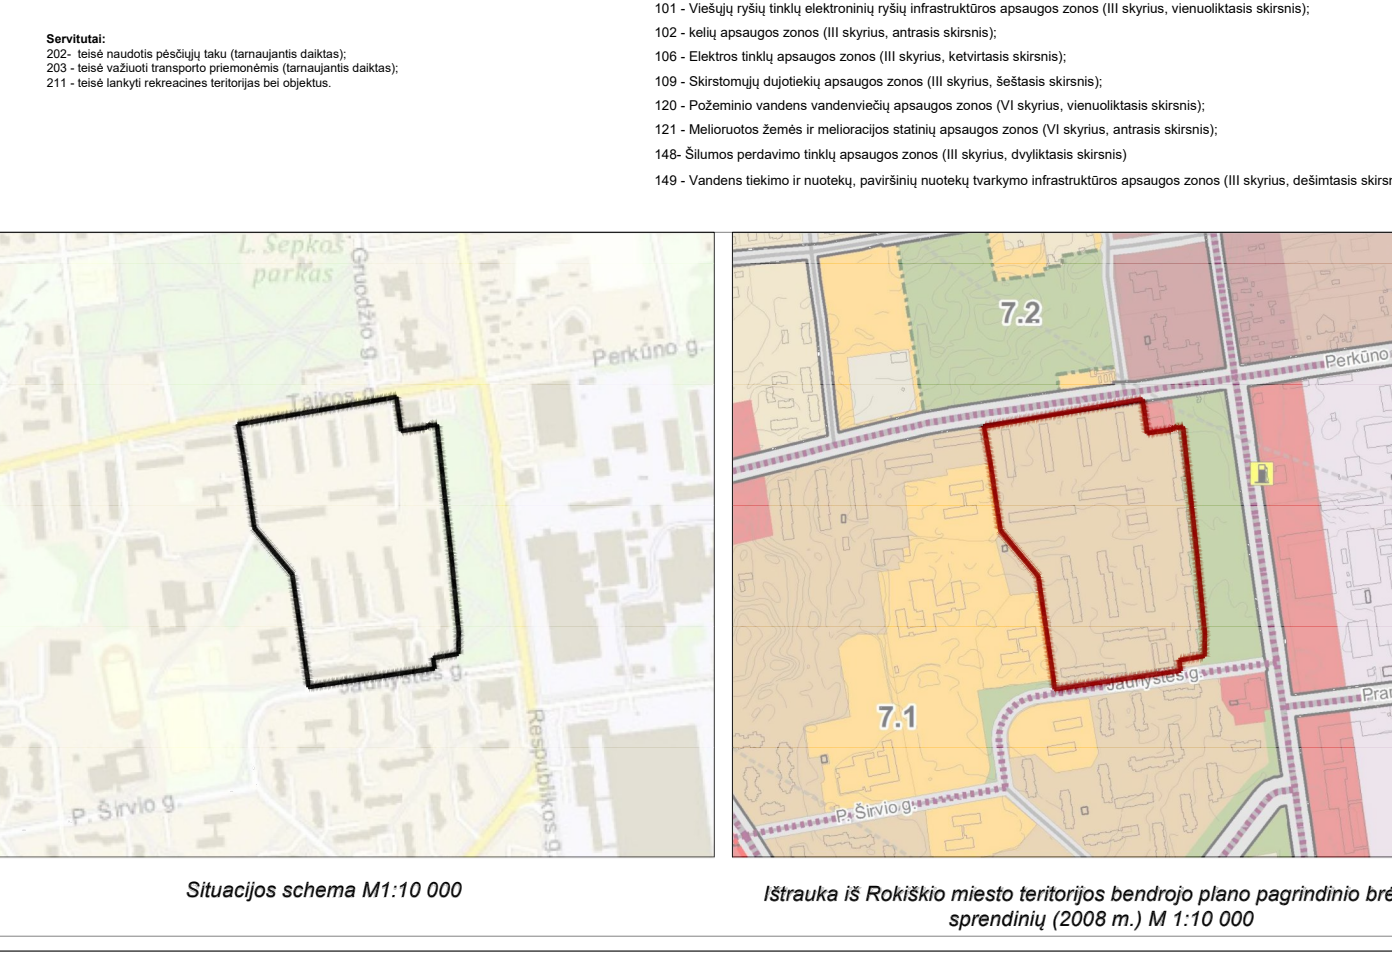 Servitutai:
202- teisė naudotis pėsčiųjų taku (tarnaujantis daiktas);
203 - teisė važiuoti transporto priemonėmis (tarnaujantis daiktas);
211 - teisė lankyti rekreacines teritorijas bei objektus.
101 - Viešųjų ryšių tinklų elektroninių ryšių infrastruktūros apsaugos zonos (III skyrius, vienuoliktasis skirsnis);
102 - kelių apsaugos zonos (III skyrius, antrasis skirsnis);
106 - Elektros tinklų apsaugos zonos (III skyrius, ketvirtasis skirsnis);
109 - Skirstomųjų dujotiekių apsaugos zonos (III skyrius, šeštasis skirsnis);
120 - Požeminio vandens vandenviečių apsaugos zonos (VI skyrius, vienuoliktasis skirsnis);
121 - Melioruotos žemės ir melioracijos statinių apsaugos zonos (VI skyrius, antrasis skirsnis);
148- Šilumos perdavimo tinklų apsaugos zonos (III skyrius, dvyliktasis skirsnis)
149 - Vandens tiekimo ir nuotekų, paviršinių nuotekų tvarkymo infrastruktūros apsaugos zonos (III skyrius, dešimtasis skirsn
L. Šepkos
parkas
Gruodžio g.
Perkūno g.
Taikos g.
Jaunystės g.
Respublikos g.
P. Širvio g.
7.2
Perkūno
7.1
Jaunystės g.
Pran
P. Širvio g.
Situacijos schema M1:10 000
Ištrauka iš Rokiškio miesto teritorijos bendrojo plano pagrindinio brė
sprendinių (2008 m.) M 1:10 000